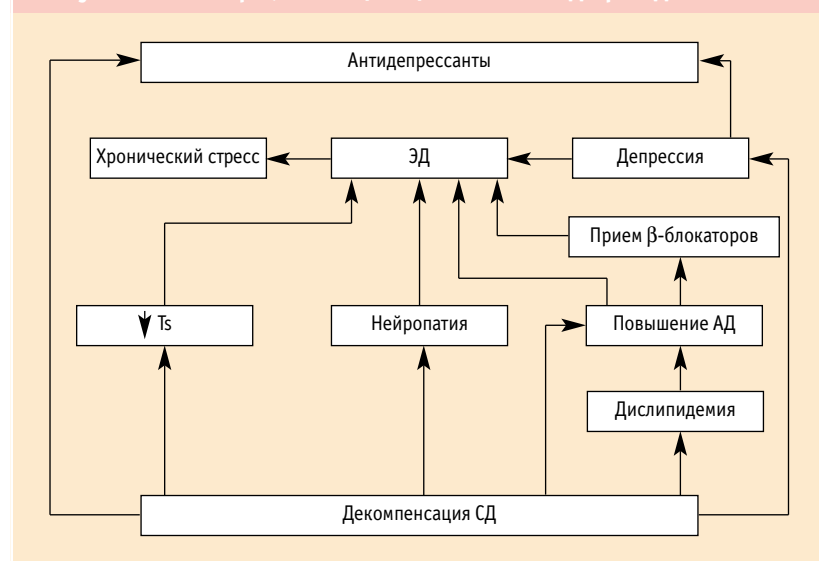 Антидепрессанты
Хронический стресс
ЭД
Депрессия
Прием β-блокаторов
Ts
Нейропатия
Повышение АД
Дислипидемия
Декомпенсация СД